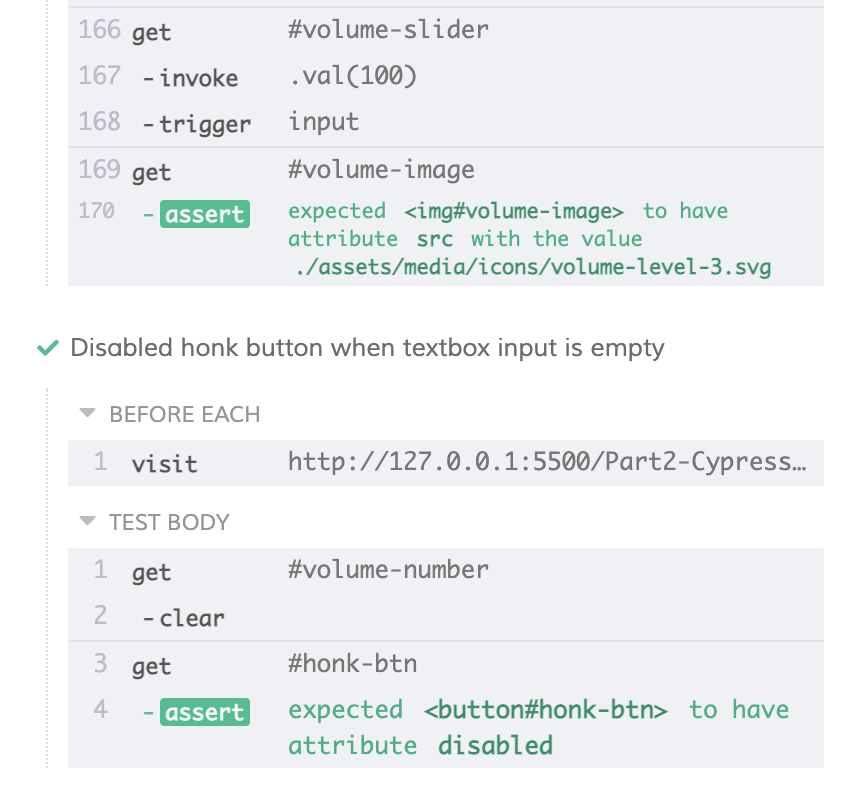 166 get #volume-slider
167 -invoke .val(100)
168 -trigger input
169 get #volume-image
170 -assert expected <img#volume-image> to have
attribute src with the value
./assets/media/icons/volume-level-3.svg
Disabled honk button when textbox input is empty
BEFORE EACH
1 visit http://127.0.0.1:5500/Part2-Cypress…
TEST BODY
1 get #volume-number
2 -clear
3 get #honk-btn
4 -assert expected <button#honk-btn> to have
attribute disabled